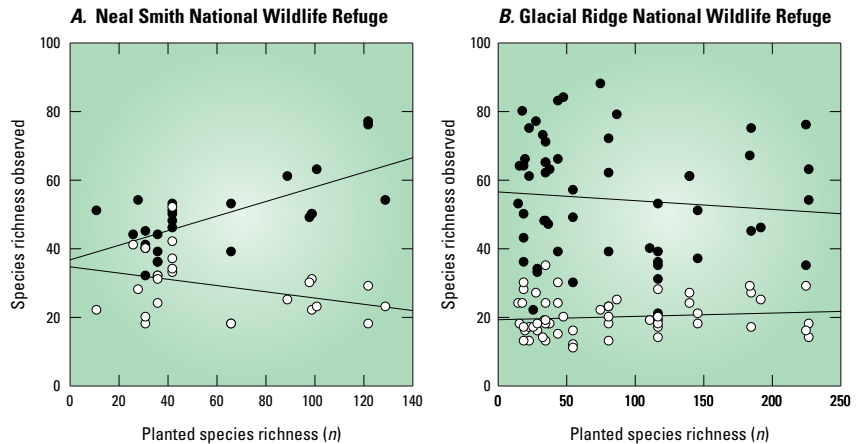 A. Neal Smith National Wildlife Refuge
Species richness observed
100
80
60
40
20
0
0 20 40 60 80 100 120 140
Planted species richness (n)
B. Glacial Ridge National Wildlife Refuge
Species richness observed
100
80
60
40
20
0
0 50 100 150 200 250
Planted species richness (n)